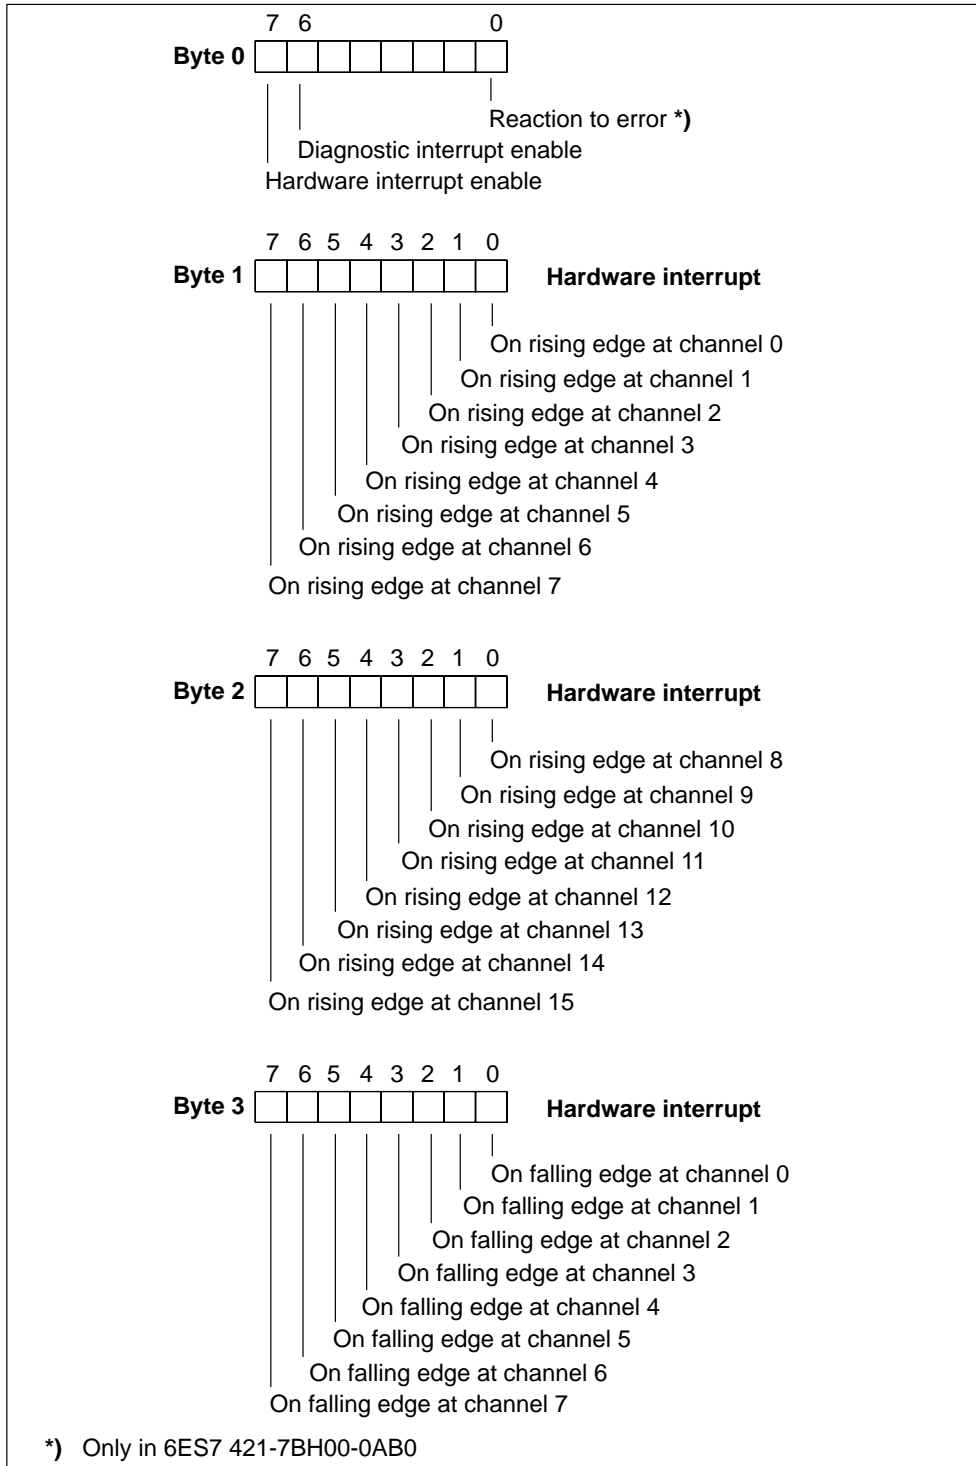 7 6 0
Byte 0
Reaction to error *)
Diagnostic interrupt enable
Hardware interrupt enable
7 6 5 4 3 2 1 0
Byte 1 Hardware interrupt
On rising edge at channel 0
On rising edge at channel 1
On rising edge at channel 2
On rising edge at channel 3
On rising edge at channel 4
On rising edge at channel 5
On rising edge at channel 6
On rising edge at channel 7
7 6 5 4 3 2 1 0
Byte 2 Hardware interrupt
On rising edge at channel 8
On rising edge at channel 9
On rising edge at channel 10
On rising edge at channel 11
On rising edge at channel 12
On rising edge at channel 13
On rising edge at channel 14
On rising edge at channel 15
7 6 5 4 3 2 1 0
Byte 3 Hardware interrupt
On falling edge at channel 0
On falling edge at channel 1
On falling edge at channel 2
On falling edge at channel 3
On falling edge at channel 4
On falling edge at channel 5
On falling edge at channel 6
On falling edge at channel 7
*) Only in 6ES7 421-7BH00-0AB0